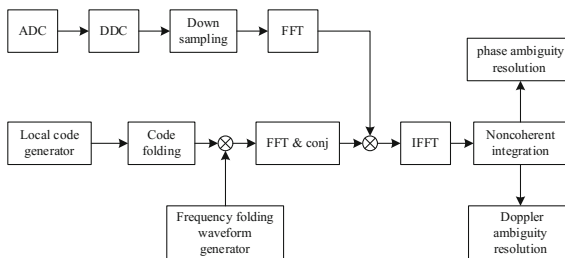 ADC
DDC
Down
sampling
FFT
phase ambiguity
resolution
Local code
generator
Code
folding
FFT & conj
IFFT
Noncoherent
integration
Frequency folding
waveform
generator
Doppler
ambiguity
resolution